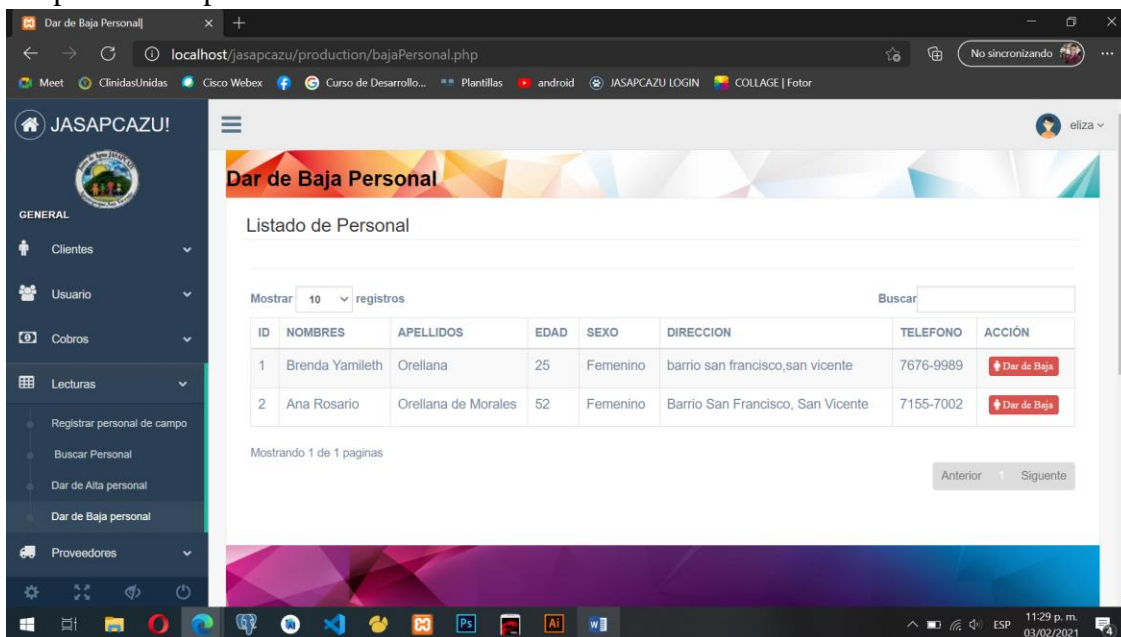 Dar de Baja Personal|
localhost/jasapcazu/production/bajaPersonal.php
No sincronizando
Meet ClinidasUnidas Cisco Webex Curso de Desarrollo... Plantillas android JASAPCAZU LOGIN COLLAGE | Fotor
JASAPCAZU!
eliza
Dar de Baja Personal
GENERAL
Listado de Personal
Clientes
Usuario
Cobros
Lecturas
Registrar personal de campo
Buscar Personal
Dar de Alta personal
Dar de Baja personal
Proveedores
Mostrar 10 registros
Buscar
ID NOMBRES APELLIDOS EDAD SEXO DIRECCION TELEFONO ACCIÓN
1 Brenda Yamileth Orellana 25 Femenino barrio san francisco,san vicente 7676-9989 Dar de Baja
2 Ana Rosario Orellana de Morales 52 Femenino Barrio San Francisco, San Vicente 7155-7002 Dar de Baja
Mostrando 1 de 1 paginas
Anterior 1 Siguente
Ps
Ai
ESP
11:29 p. m.
03/02/2021
4